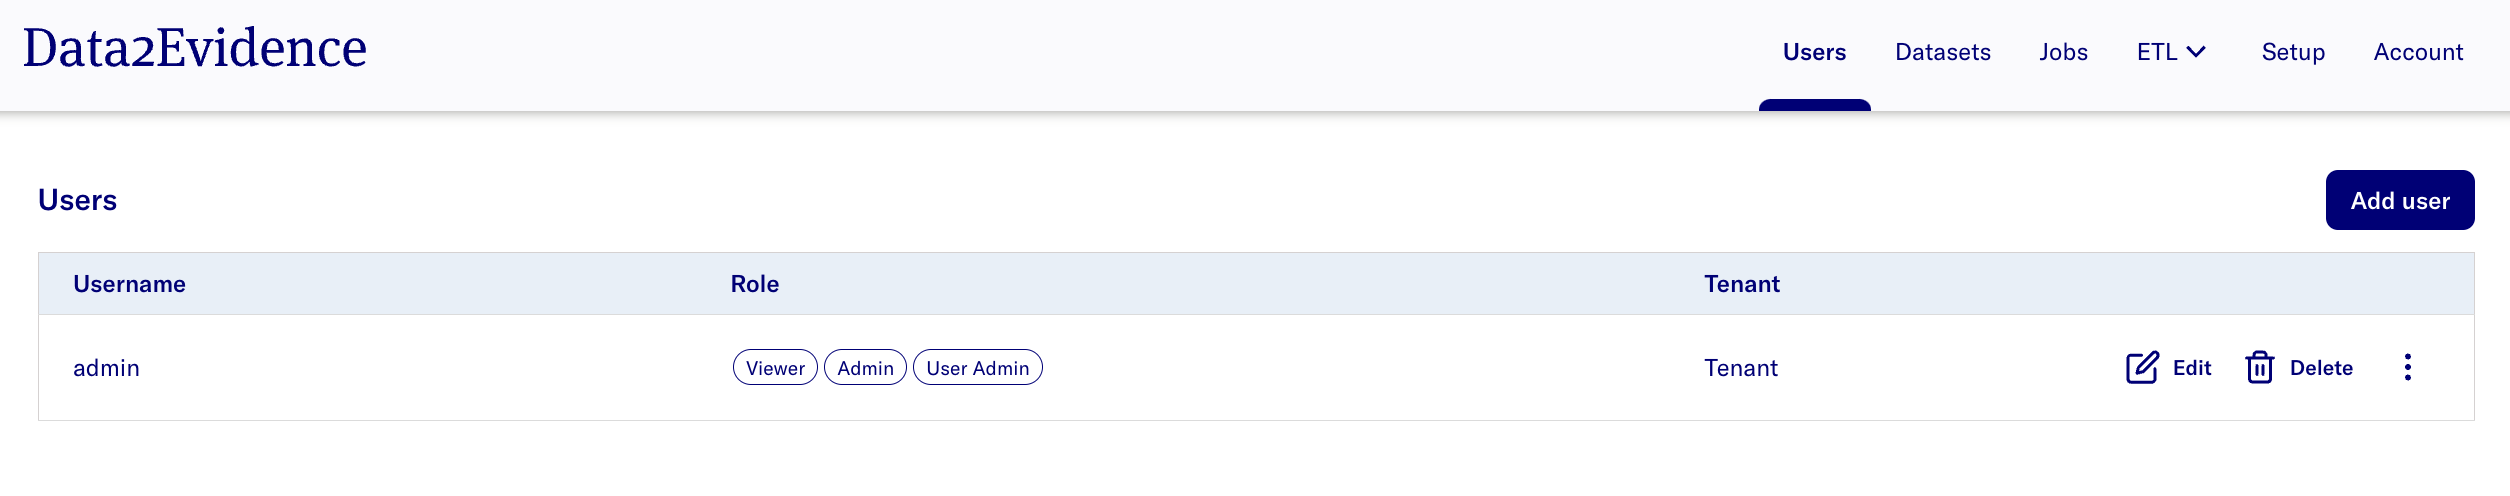 Data2Evidence
Users Datasets Jobs ETL Setup Account
Users
Add user
Username Role Tenant
admin Viewer Admin User Admin Tenant Edit Delete